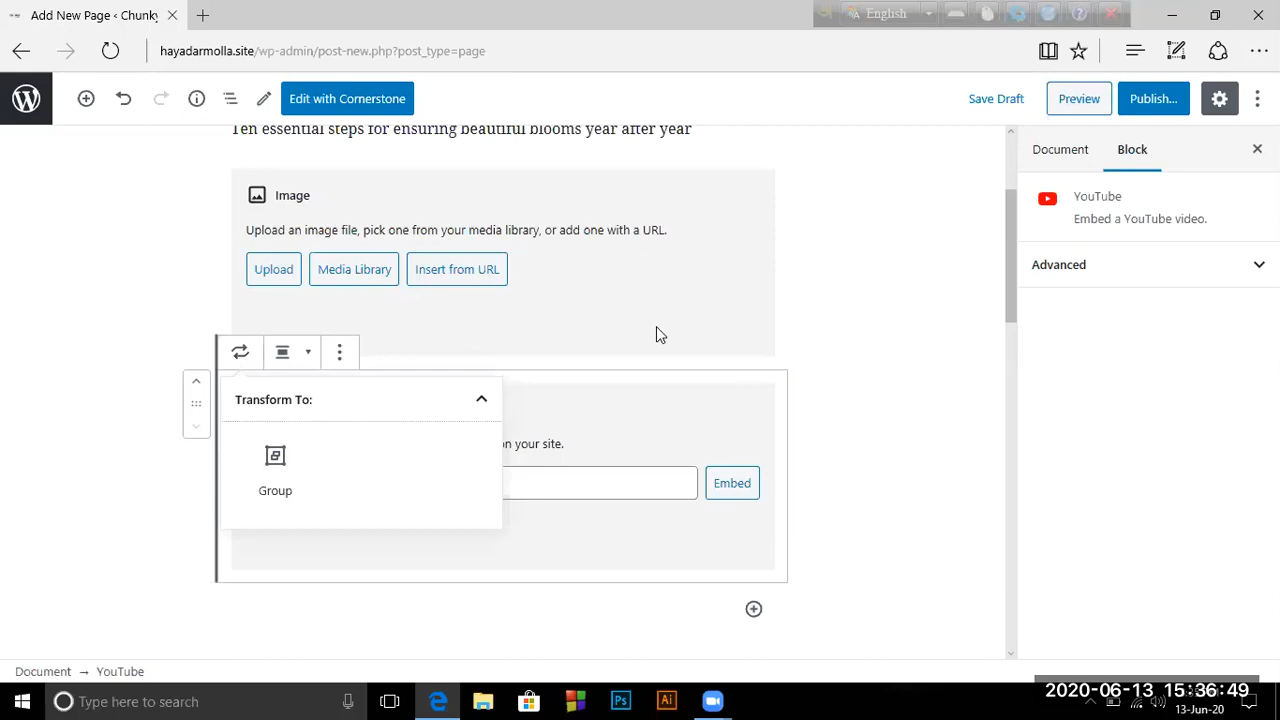 Add New Page ‹ Chunky
English
hayadarmolla.site/wp-admin/post-new.php?post_type=page
Edit with Cornerstone
Save Draft
Preview
Publish...
Ten essential steps for ensuring beautiful blooms year after year
Document
Block
Image
YouTube
Embed a YouTube video.
Upload an image file, pick one from your media library, or add one with a URL.
Upload
Media Library
Insert from URL
Advanced
Transform To:
on your site.
Group
Embed
Document → YouTube
Type here to search
2020-06-13 15:36:49
13-Jun-20